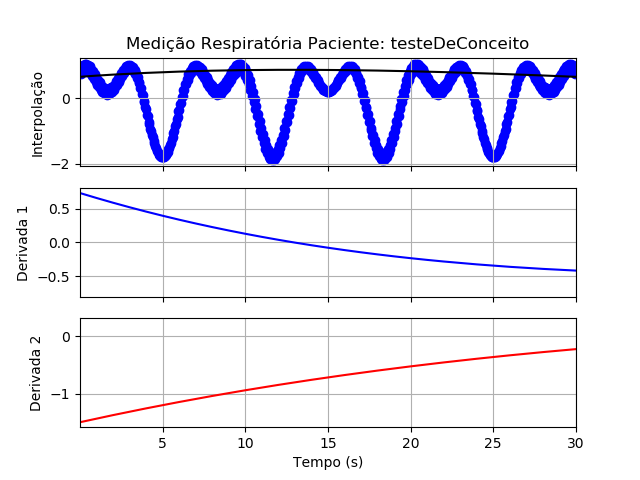 Medição Respiratória Paciente: testeDeConceito
Interpolação
0
−2
Derivada 1
0.5
0.0
−0.5
Derivada 2
0
−1
5
10
15
20
25
30
Tempo (s)